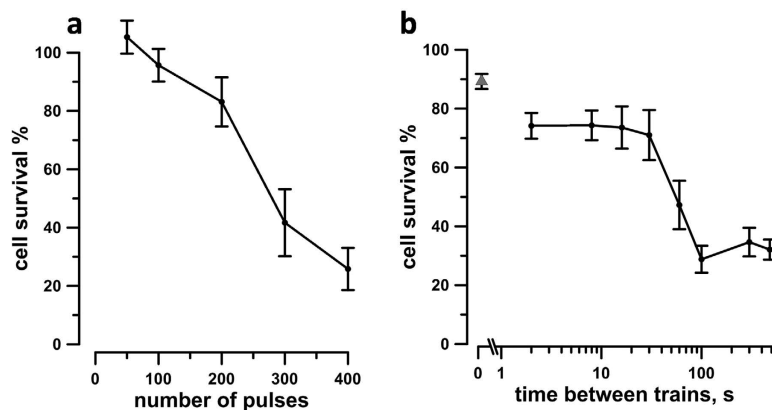 a
100
80
60
40
20
0
cell survival %
0 100 200 300 400
number of pulses
b
100
80
60
40
20
0
cell survival %
0 1 10 100
time between trains, s